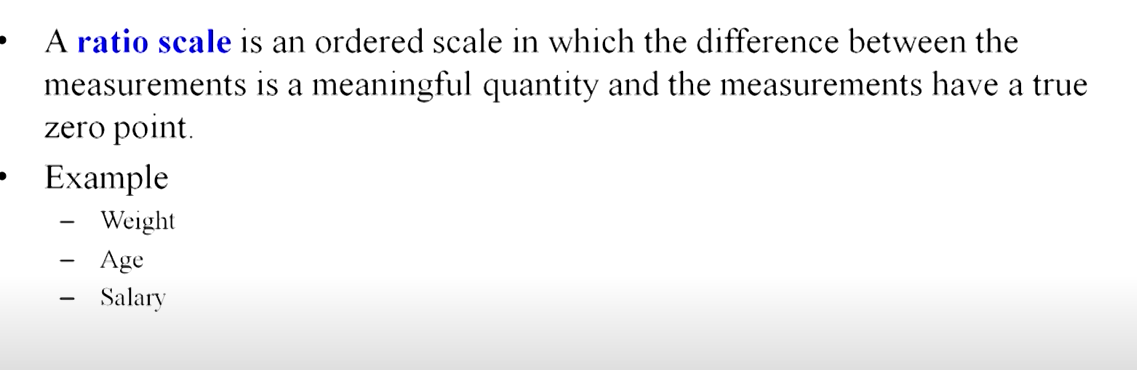 • A ratio scale is an ordered scale in which the difference between the
measurements is a meaningful quantity and the measurements have a true
zero point.
• Example
– Weight
– Age
– Salary